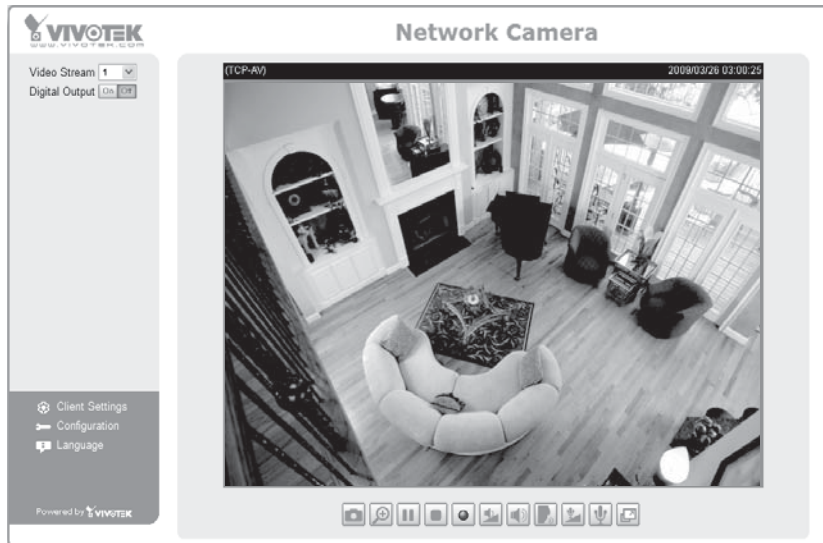 VIVOTEK
www.vivotek.com
Network Camera
Video Stream 1
Digital Output On Off
(TCP-AV) 2009/03/26 03:00:25
Client Settings
Configuration
Language
Powered by VIVOTEK